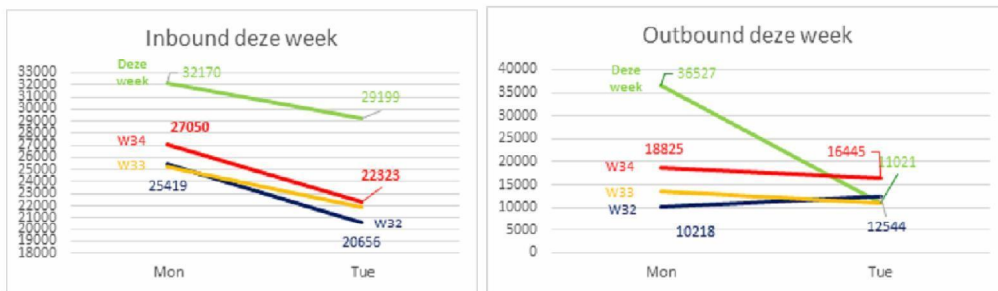 Inbound deze week
33000
32000
31000
30000
29000
28000
27000
26000
25000
24000
23000
22000
21000
20000
19000
18000
Deze
week
32170
29199
W34
27050
22323
W33
25419
W32
20656
Mon
Tue
Outbound deze week
40000
35000
30000
25000
20000
15000
10000
5000
0
Deze
week
36527
W34
18825
16445
11021
W33
W32
10218
12544
Mon
Tue